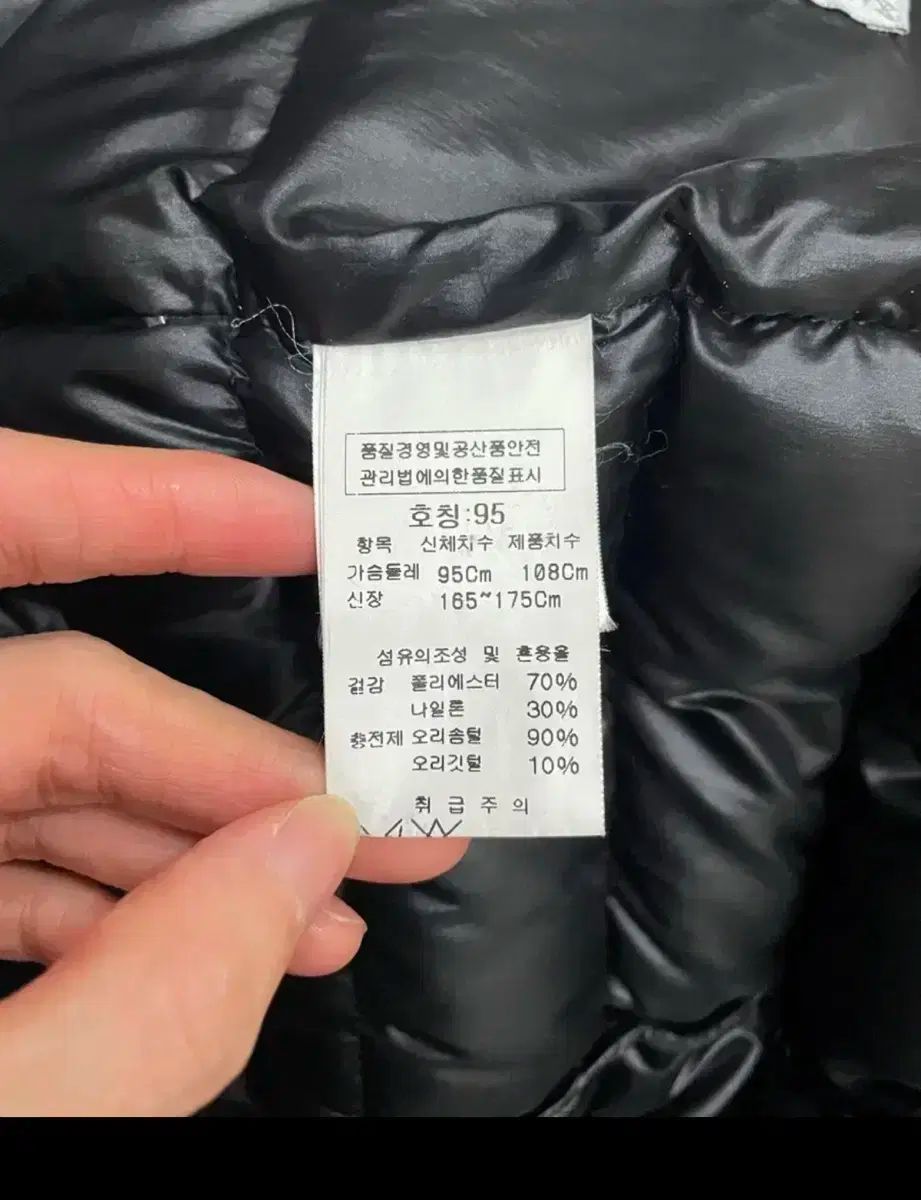 품질경영및공산품안전
관리법에의한품질표시
호칭:95
항목 신체치수 제품치수
가슴둘레 95Cm 108Cm
신장 165~175Cm
섬유의조성 및 혼용율
겉감 폴리에스터 70%
나일론 30%
충전제 오리솜털 90%
오리깃털 10%
취급주의